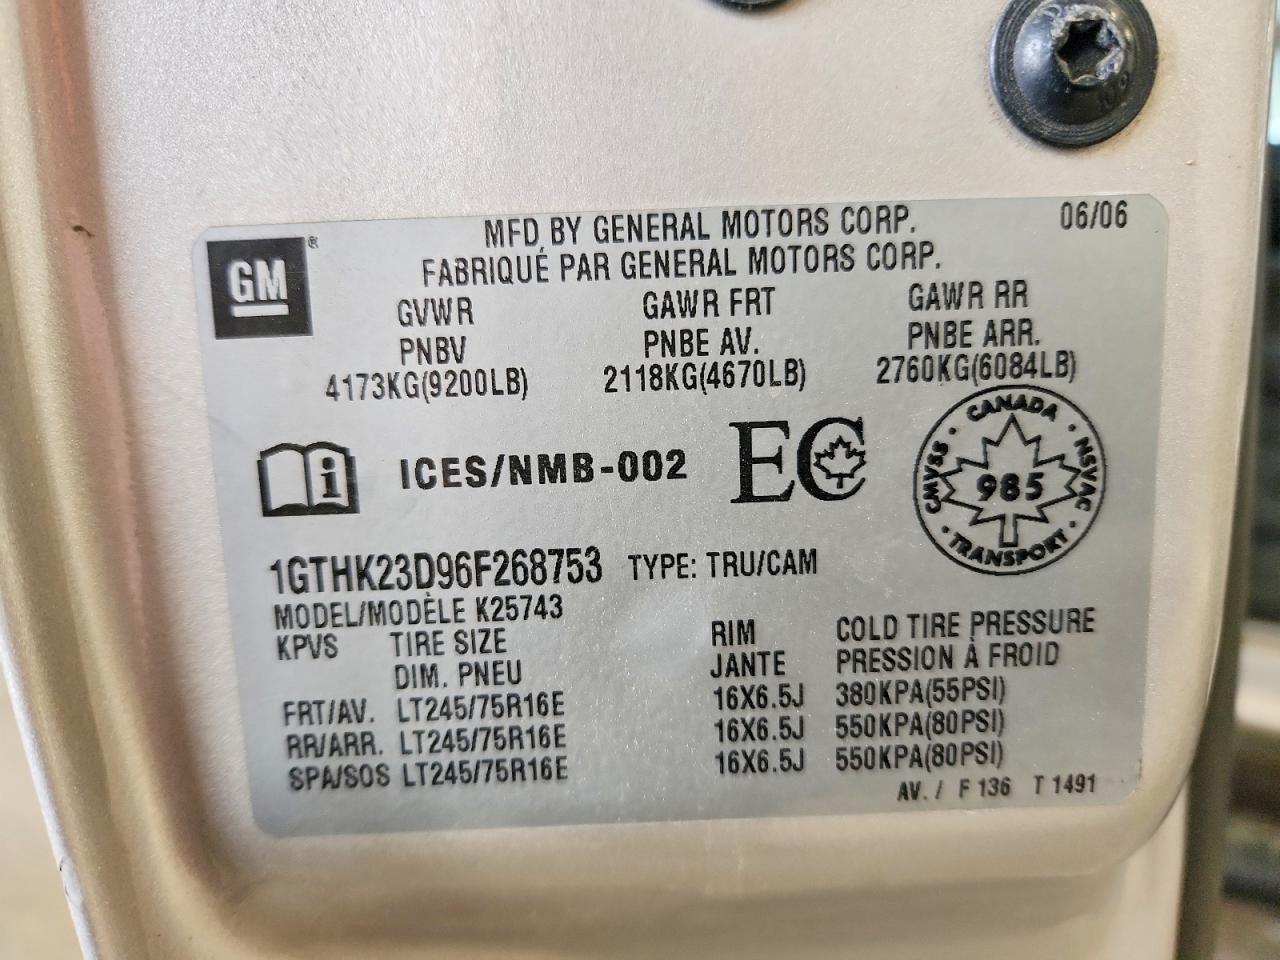 MFD BY GENERAL MOTORS CORP. 06/06
GM®
FABRIQUÉ PAR GENERAL MOTORS CORP.
GVWR GAWR FRT GAWR RR
PNBV PNBE AV. PNBE ARR.
4173KG(9200LB) 2118KG(4670LB) 2760KG(6084LB)
i ICES/NMB-002 EC
CANADA · NSVAC · TRANSPORT · CMVSS
985
1GTHK23D96F268753 TYPE: TRU/CAM
MODEL/MODÈLE K25743
KPVS TIRE SIZE RIM COLD TIRE PRESSURE
DIM. PNEU JANTE PRESSION À FROID
FRT/AV. LT245/75R16E 16X6.5J 380KPA(55PSI)
RR/ARR. LT245/75R16E 16X6.5J 550KPA(80PSI)
SPA/SOS LT245/75R16E 16X6.5J 550KPA(80PSI)
AV. / F 136 T 1491